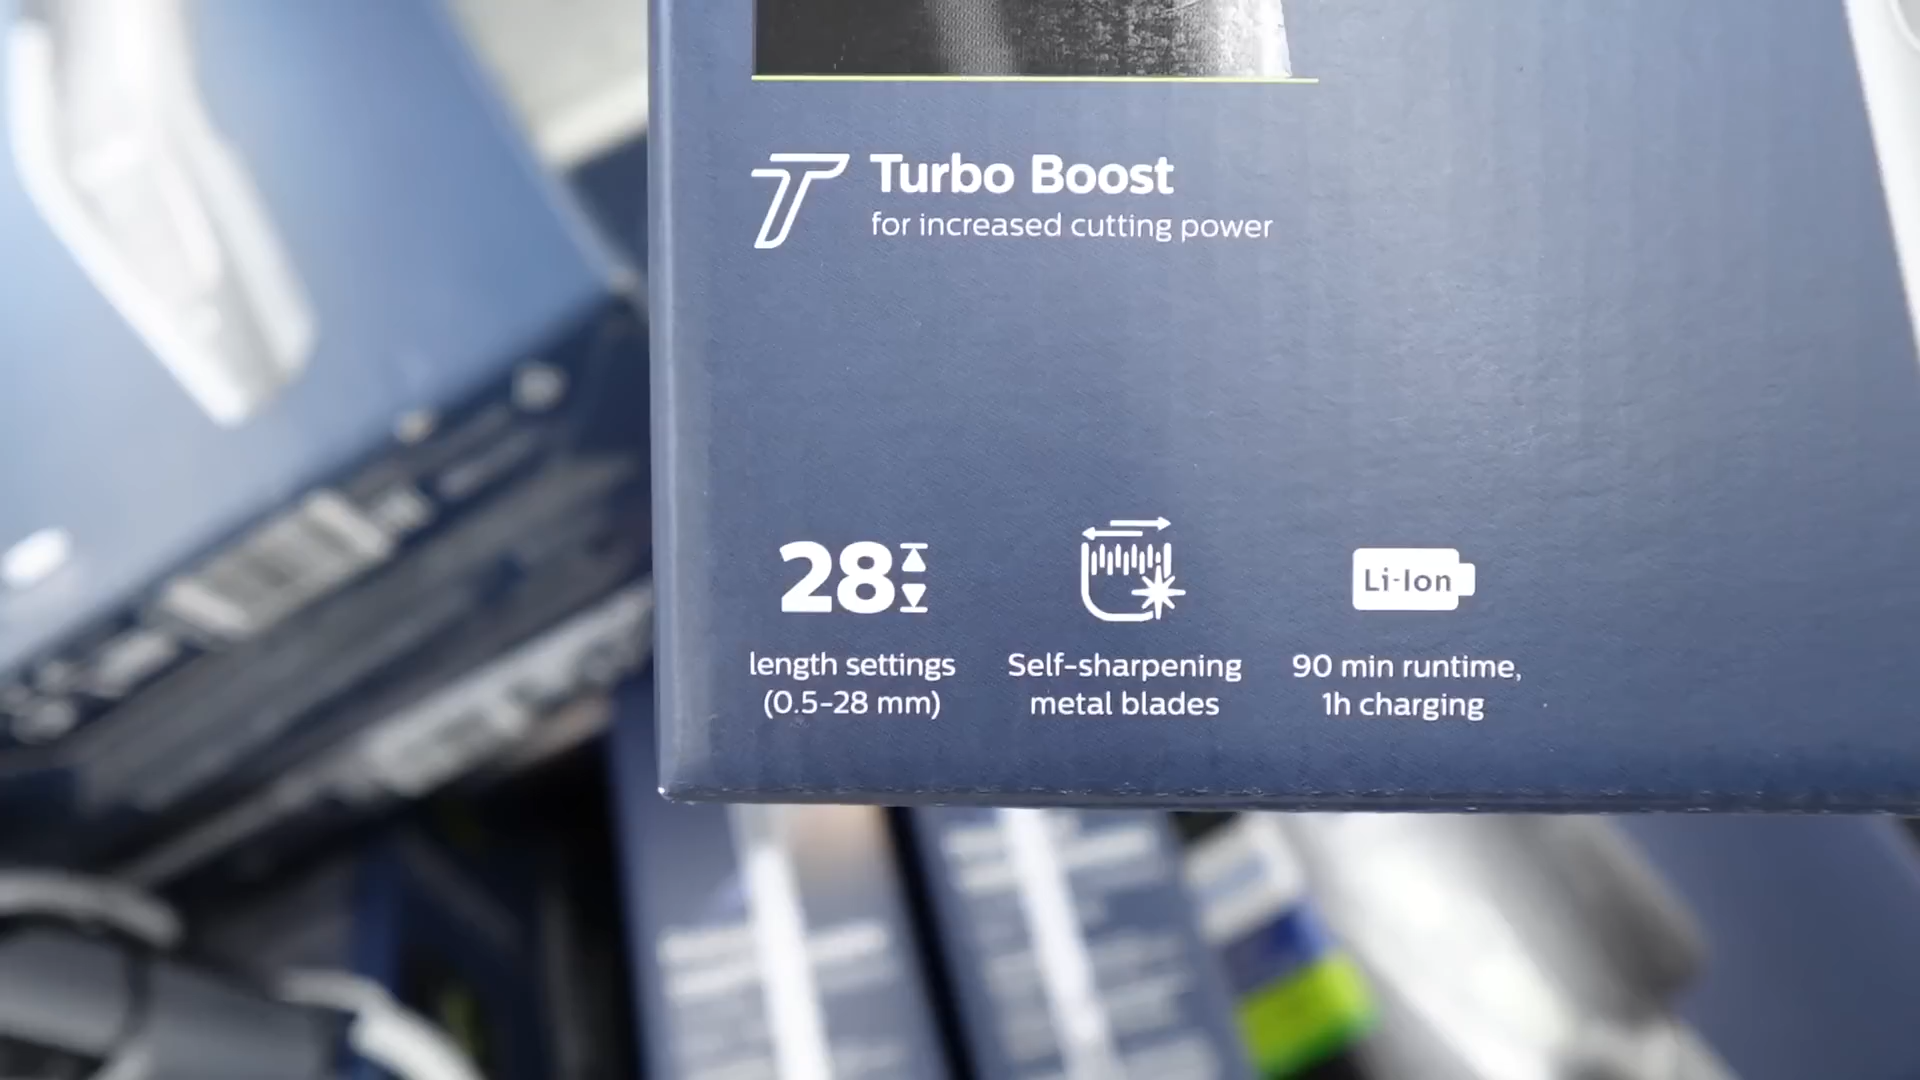 Turbo Boost
for increased cutting power
28
length settings
(0.5-28 mm)
Self-sharpening
metal blades
Li-Ion
90 min runtime,
1h charging